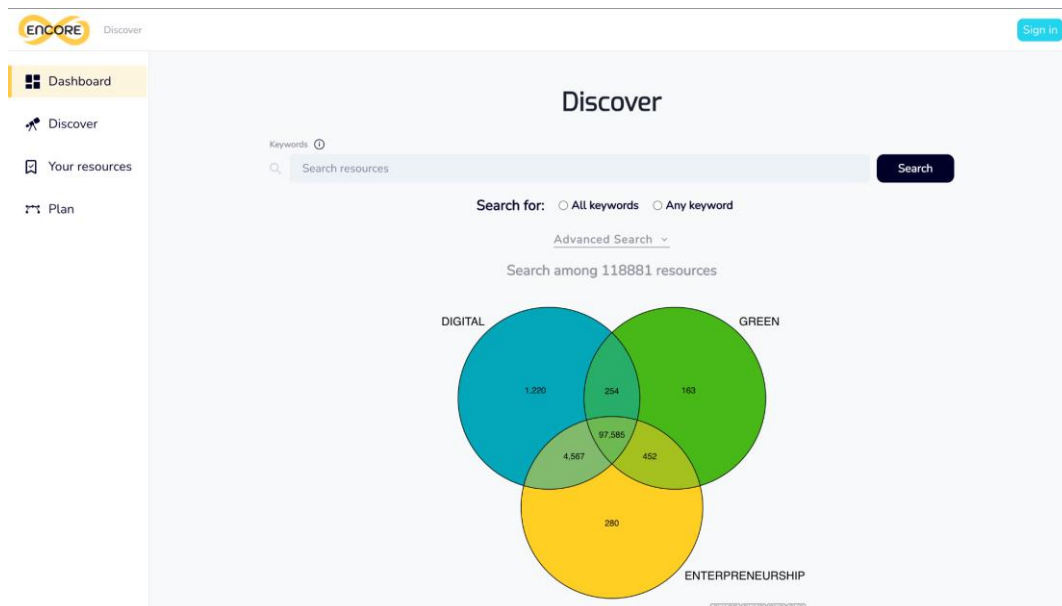 ENCORE Discover Sign in
Dashboard
Discover
Your resources
Plan
Discover
Keywords
Search resources Search
Search for: All keywords Any keyword
Advanced Search
Search among 118881 resources
DIGITAL GREEN
1,220 254 163
97,585
4,567 452
280
ENTERPRENEURSHIP